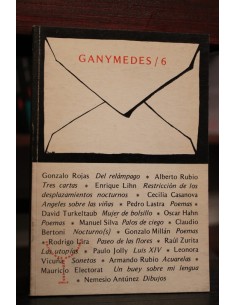 GANYMEDES/6
Gonzalo Rojas Del relámpago * Alberto Rubio
Tres cartas * Enrique Lihn Restricción de los
desplazamientos nocturnos * Cecilia Casanova
Angeles sobre las viñas * Pedro Lastra Poemas *
David Turkeltaub Mujer de bolsillo * Oscar Hahn
Poemas * Manuel Silva Palos de ciego * Claudio
Bertoni Nocturno(s) * Gonzalo Millán Poemas
* Rodrigo Lira Paseo de las flores * Raúl Zurita
Las utopías * Paulo Jolly Luis XIV * Leonora
Vicuña Sonetos * Armando Rubio Acuarelas *
Mauricio Electorat Un buey sobre mi lengua
* Nemesio Antúnez Dibujos